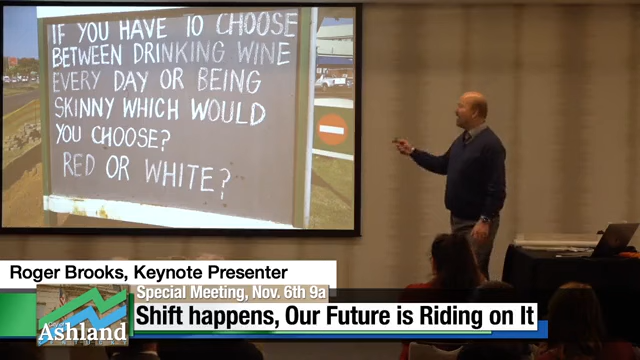 IF YOU HAVE TO CHOOSE
BETWEEN DRINKING WINE
EVERY DAY OR BEING
SKINNY WHICH WOULD
YOU CHOOSE?
RED OR WHITE?
Roger Brooks, Keynote Presenter
Special Meeting, Nov. 6th 9a
Shift happens, Our Future is Riding on It
Ashland